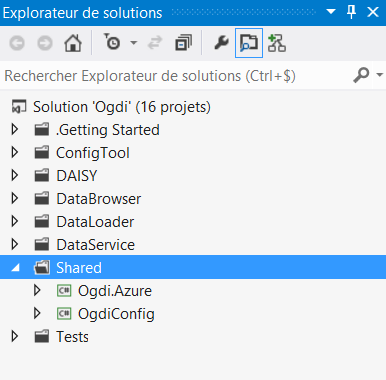 Explorateur de solutions
Rechercher Explorateur de solutions (Ctrl+$)
Solution 'Ogdi' (16 projets)
.Getting Started
ConfigTool
DAISY
DataBrowser
DataLoader
DataService
Shared
C# Ogdi.Azure
C# OgdiConfig
Tests